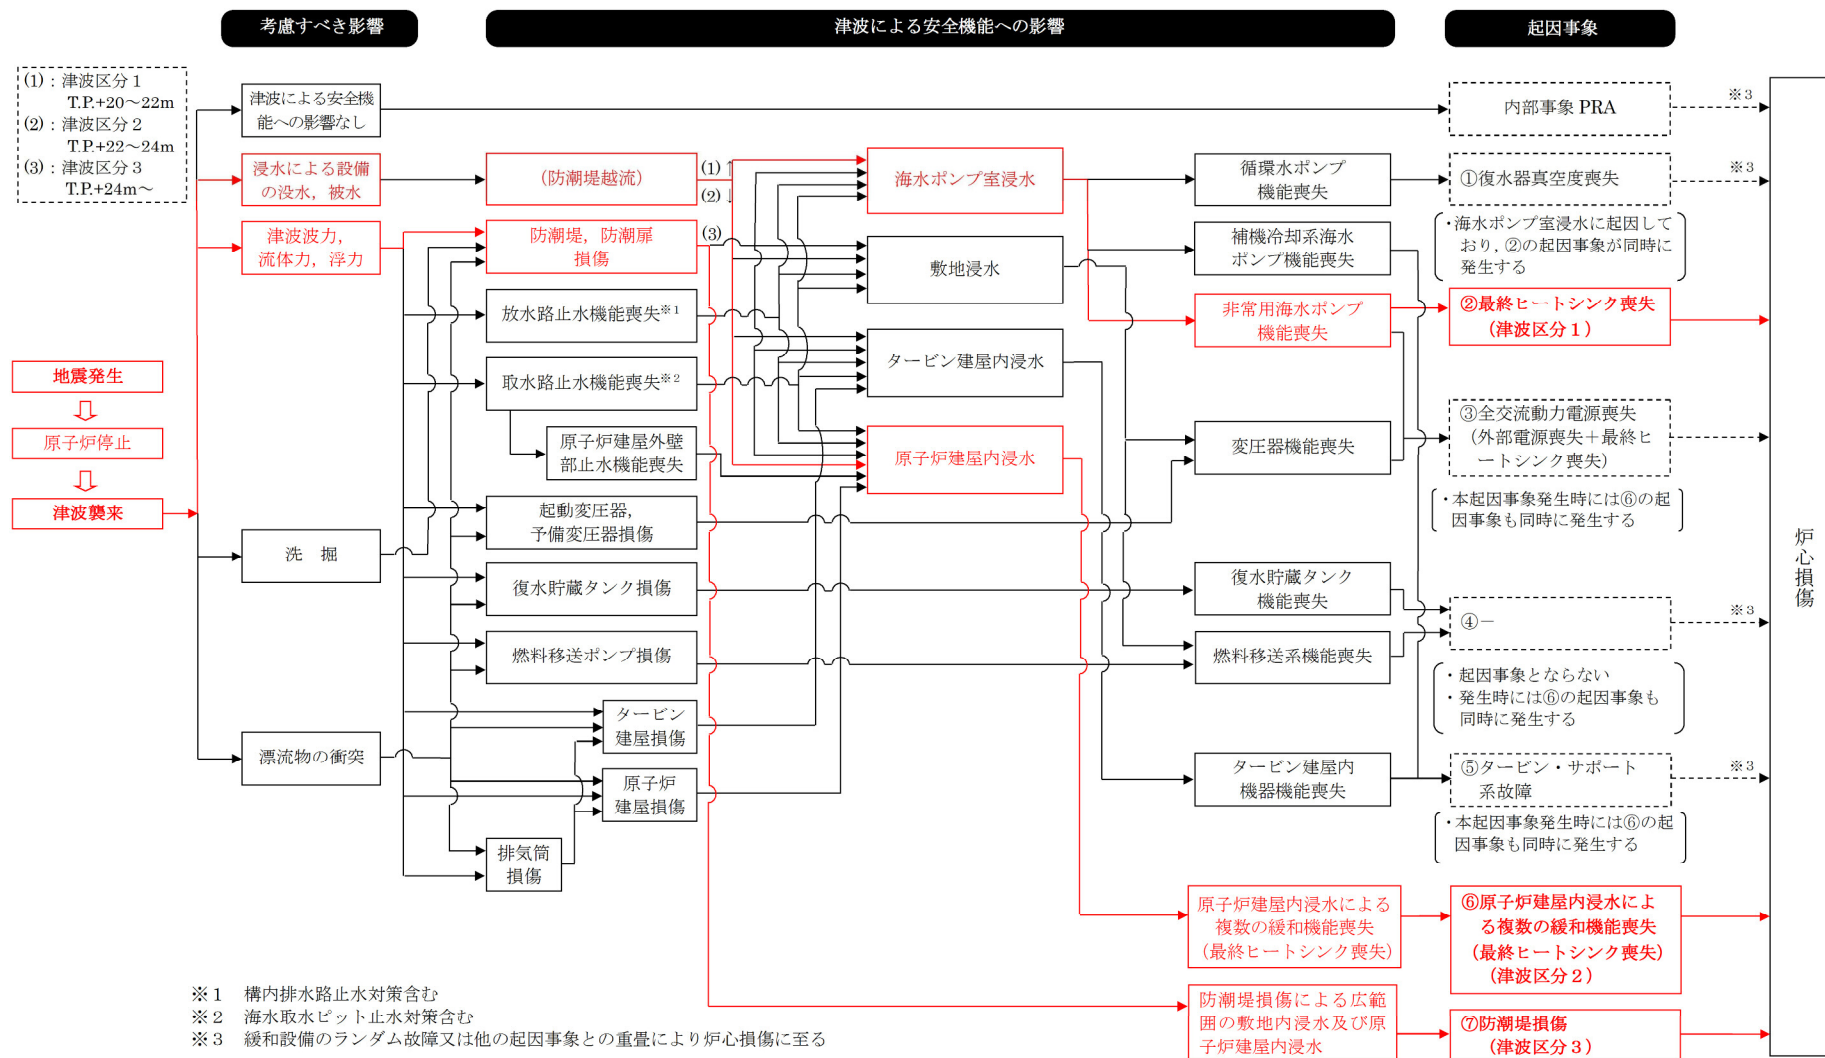 考慮すべき影響
津波による安全機能への影響
起因事象
(1)：津波区分１
T.P.+20～22m
(2)：津波区分２
T.P.+22～24m
(3)：津波区分３
T.P.+24m～
地震発生
原子炉停止
津波襲来
津波による安全機
能への影響なし
浸水による設備
の没水，被水
津波波力，
流体力，浮力
洗　掘
漂流物の衝突
（防潮堤越流）
防潮堤，防潮扉
損傷
放水路止水機能喪失※１
取水路止水機能喪失※２
原子炉建屋外壁
部止水機能喪失
起動変圧器，
予備変圧器損傷
復水貯蔵タンク損傷
燃料移送ポンプ損傷
タービン
建屋損傷
原子炉
建屋損傷
排気筒
損傷
(1)↑
(2)↓
(3)
海水ポンプ室浸水
敷地浸水
タービン建屋内浸水
原子炉建屋内浸水
循環水ポンプ
機能喪失
補機冷却系海水
ポンプ機能喪失
非常用海水ポンプ
機能喪失
変圧器機能喪失
復水貯蔵タンク
機能喪失
燃料移送系機能喪失
タービン建屋内
機器機能喪失
原子炉建屋内浸水による
複数の緩和機能喪失
（最終ヒートシンク喪失）
防潮堤損傷による広範
囲の敷地内浸水及び原
子炉建屋内浸水
内部事象 PRA
※３
①復水器真空度喪失
※３
・海水ポンプ室浸水に起因して
おり，②の起因事象が同時に
発生する
②最終ヒートシンク喪失
（津波区分１）
③全交流動力電源喪失
（外部電源喪失＋最終ヒ
ートシンク喪失）
・本起因事象発生時には⑥の起
因事象も同時に発生する
④－
※３
・起因事象とならない
・発生時には⑥の起因事象も
同時に発生する
⑤タービン・サポート
系故障
※３
・本起因事象発生時には⑥の起
因事象も同時に発生する
⑥原子炉建屋内浸水によ
る複数の緩和機能喪失
（最終ヒートシンク喪失）
（津波区分２）
⑦防潮堤損傷
（津波区分３）
炉心損傷
※１　構内排水路止水対策含む
※２　海水取水ピット止水対策含む
※３　緩和設備のランダム故障又は他の起因事象との重畳により炉心損傷に至る